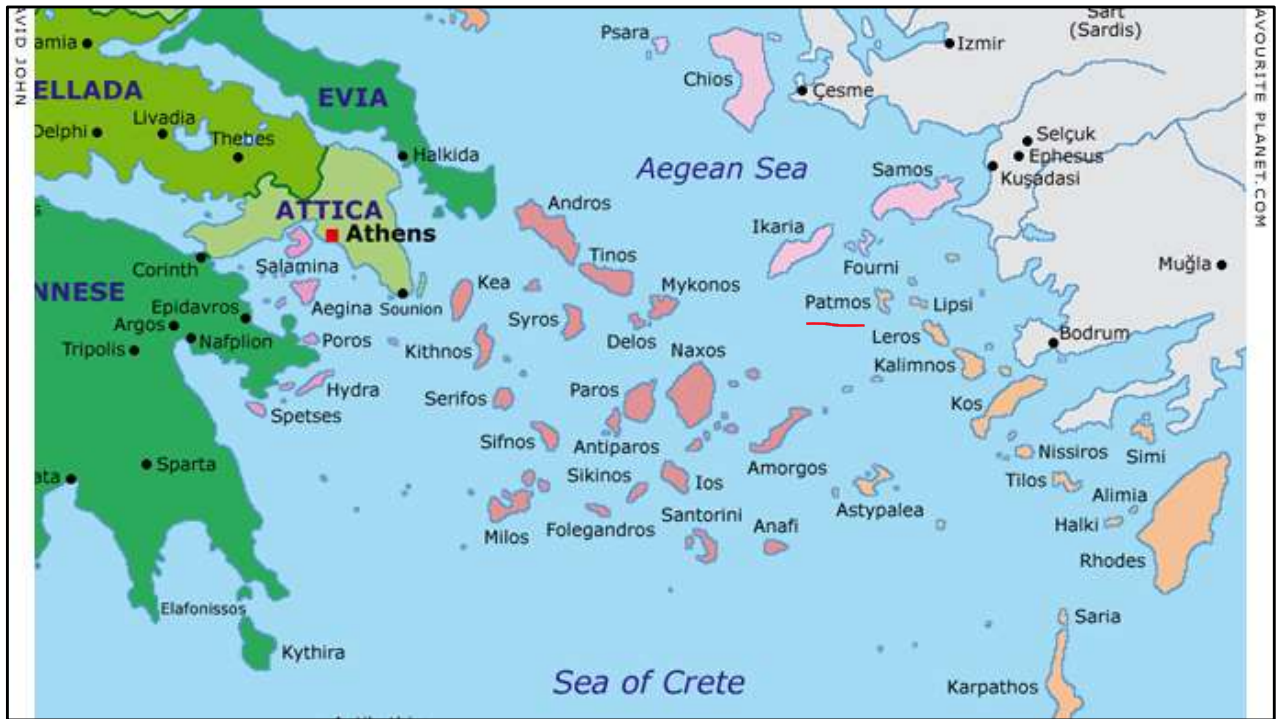 AVID JOHN
AVOURITE PLANET.COM
Sart
(Sardis)
amia
Psara
Izmir
Chios
Çesme
ELLADA
EVIA
Livadia
Delphi
Thebes
Halkida
Selçuk
Ephesus
Kuşadasi
Aegean Sea
Samos
ATTICA
Andros
Athens
Ikaria
Salamina
Tinos
Fourni
Corinth
Muğla
NNESE
Kea
Mykonos
Patmos
Lipsi
Epidavros
Aegina
Sounion
Syros
Argos
Nafplion
Poros
Delos
Leros
Bodrum
Tripolis
Kithnos
Naxos
Kalimnos
Hydra
Serifos
Paros
Kos
Spetses
Sifnos
Antiparos
Nissiros
Simi
Sparta
Amorgos
ata
Sikinos
Ios
Tilos
Alimia
Milos
Folegandros
Santorini
Anafi
Astypalea
Halki
Rhodes
Elafonissos
Saria
Kythira
Sea of Crete
Karpathos